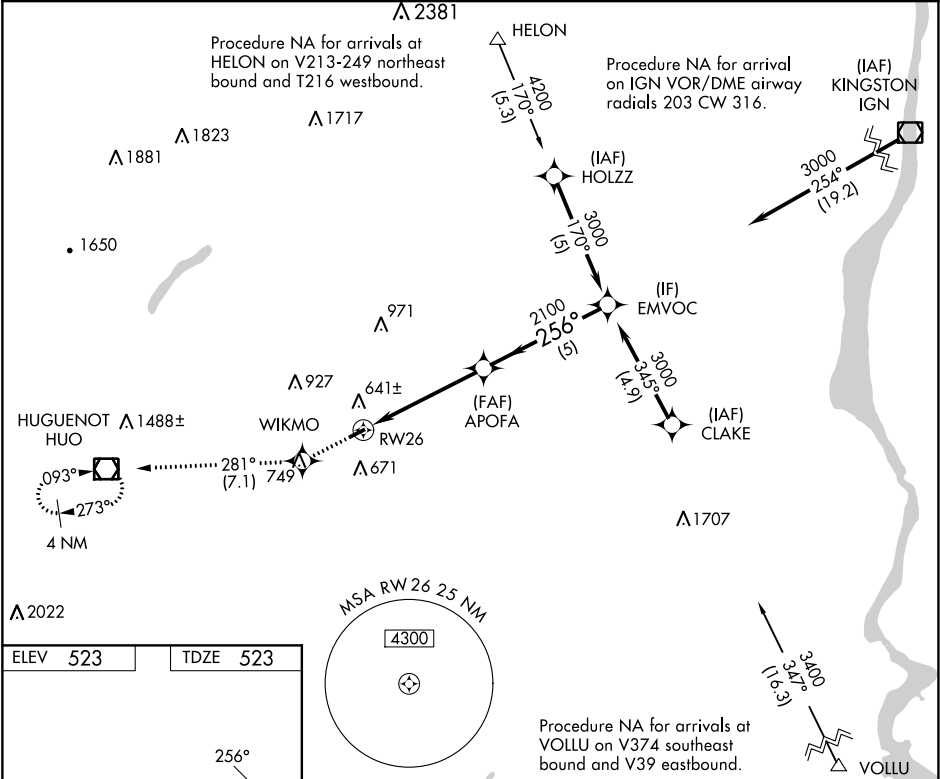 2381
HELON
Procedure NA for arrivals at
HELON on V213-249 northeast
bound and T216 westbound.
Procedure NA for arrival
on IGN VOR/DME airway
radials 203 CW 316.
(IAF)
KINGSTON
IGN
4200
170°
(5.3)
1717
1823
1881
(IAF)
HOLZZ
3000
254°
(19.2)
3000
170°
(5)
1650
(IF)
EMVOC
2100
256°
(5)
971
3000
345°
(4.9)
927
641±
(FAF)
APOFA
(IAF)
CLAKE
HUGUENOT
HUO
1488±
WIKMO
RW26
281°
(7.1)
749
671
093°
273°
4 NM
1707
2022
MSA RW26 25 NM
4300
ELEV 523
TDZE 523
256°
3400
347°
(16.3)
Procedure NA for arrivals at
VOLLU on V374 southeast
bound and V39 eastbound.
VOLLU